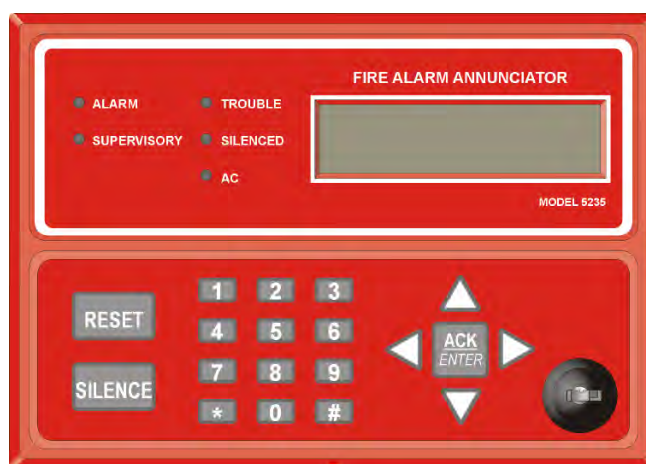 FIRE ALARM ANNUNCIATOR
ALARM TROUBLE
SUPERVISORY SILENCED
AC
MODEL 5235
RESET
SILENCE
1 2 3
4 5 6
7 8 9
* 0 #
ACK
ENTER